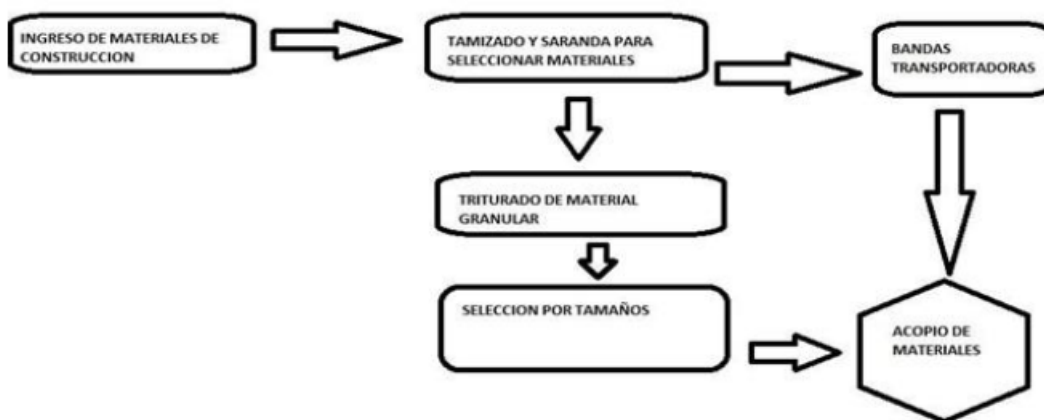 INGRESO DE MATERIALES DE
CONSTRUCCION
TAMIZADO Y SARANDA PARA
SELECCIONAR MATERIALES
BANDAS
TRANSPORTADORAS
TRITURADO DE MATERIAL
GRANULAR
SELECCION POR TAMAÑOS
ACOPIO DE
MATERIALES